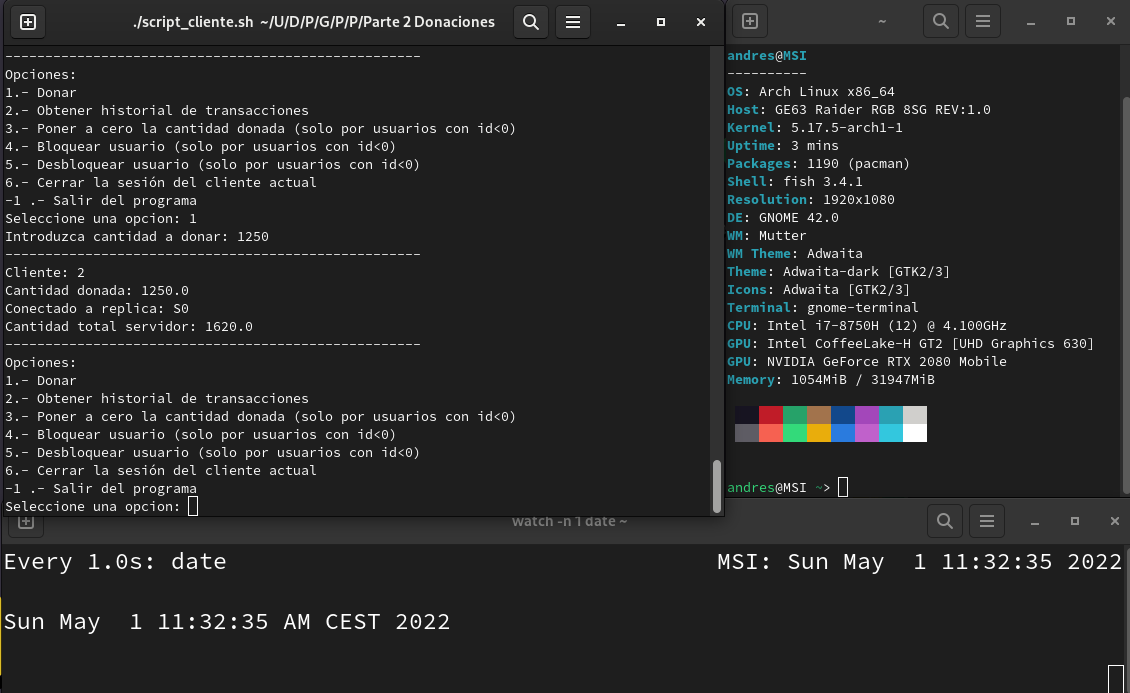 ./script_cliente.sh ~/U/D/P/G/P/P/Parte 2 Donaciones
----------------------------------------------------
Opciones:
1.- Donar
2.- Obtener historial de transacciones
3.- Poner a cero la cantidad donada (solo por usuarios con id<0)
4.- Bloquear usuario (solo por usuarios con id<0)
5.- Desbloquear usuario (solo por usuarios con id<0)
6.- Cerrar la sesión del cliente actual
-1 .- Salir del programa
Seleccione una opcion: 1
Introduzca cantidad a donar: 1250
----------------------------------------------------
Cliente: 2
Cantidad donada: 1250.0
Conectado a replica: S0
Cantidad total servidor: 1620.0
----------------------------------------------------
Opciones:
1.- Donar
2.- Obtener historial de transacciones
3.- Poner a cero la cantidad donada (solo por usuarios con id<0)
4.- Bloquear usuario (solo por usuarios con id<0)
5.- Desbloquear usuario (solo por usuarios con id<0)
6.- Cerrar la sesión del cliente actual
-1 .- Salir del programa
Seleccione una opcion:
~
andres@MSI
----------
OS: Arch Linux x86_64
Host: GE63 Raider RGB 8SG REV:1.0
Kernel: 5.17.5-arch1-1
Uptime: 3 mins
Packages: 1190 (pacman)
Shell: fish 3.4.1
Resolution: 1920x1080
DE: GNOME 42.0
WM: Mutter
WM Theme: Adwaita
Theme: Adwaita-dark [GTK2/3]
Icons: Adwaita [GTK2/3]
Terminal: gnome-terminal
CPU: Intel i7-8750H (12) @ 4.100GHz
GPU: Intel CoffeeLake-H GT2 [UHD Graphics 630]
GPU: NVIDIA GeForce RTX 2080 Mobile
Memory: 1054MiB / 31947MiB
andres@MSI ~>
watch -n 1 date ~
Every 1.0s: date
MSI: Sun May  1 11:32:35 2022
Sun May  1 11:32:35 AM CEST 2022